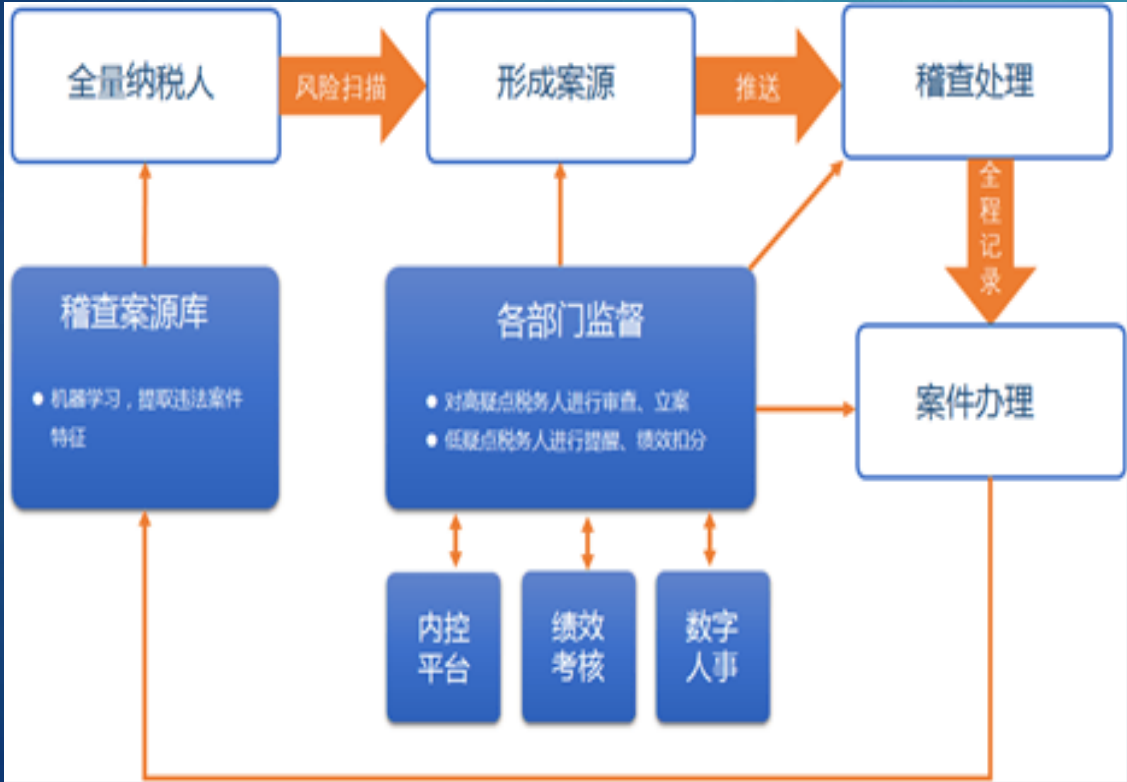 全量纳税人
风险扫描
形成案源
推送
稽查处理
全
程
记
录
稽查案源库
● 机器学习，提取违法案件
特征
各部门监督
● 对高疑点税务人进行审查、立案
● 低疑点税务人进行提醒、绩效扣分
案件办理
内控
平台
绩效
考核
数字
人事